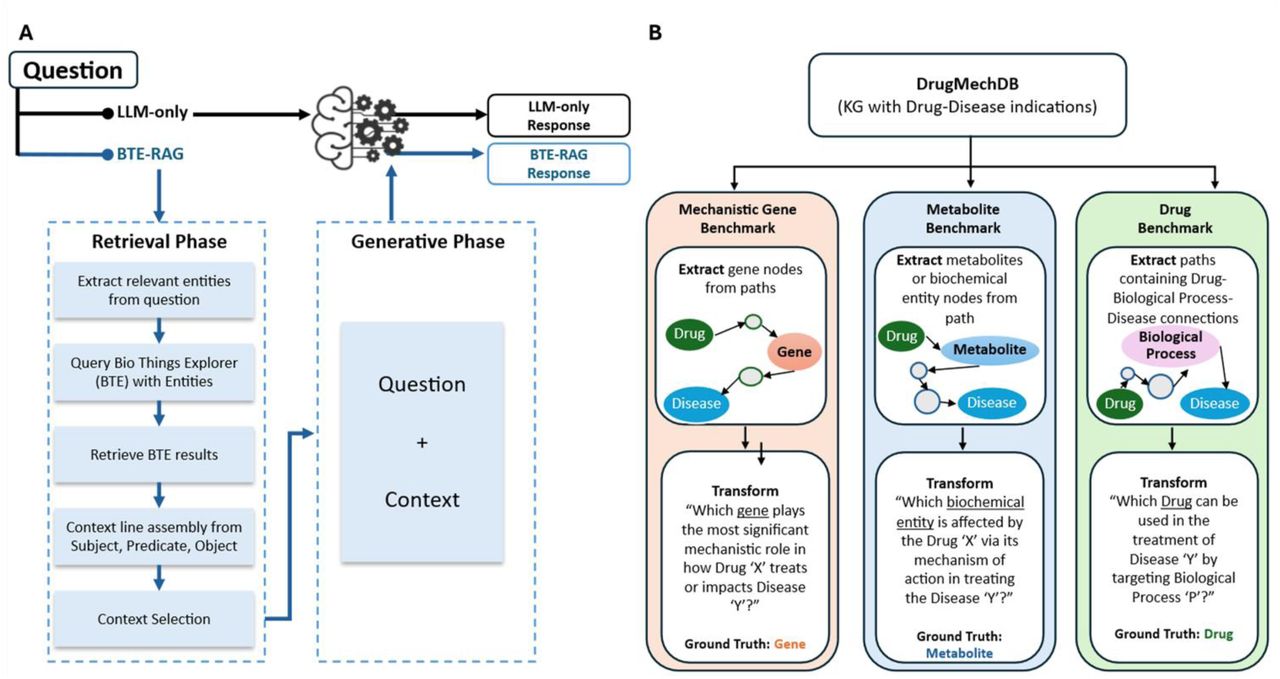 A
Question
LLM-only
BTE-RAG
LLM-only
Response
BTE-RAG
Response
Retrieval Phase
Extract relevant entities
from question
Query Bio Things Explorer
(BTE) with Entities
Retrieve BTE results
Context line assembly from
Subject, Predicate, Object
Context Selection
Generative Phase
Question
+
Context
B
DrugMechDB
(KG with Drug-Disease indications)
Mechanistic Gene
Benchmark
Extract gene nodes
from paths
Drug
Gene
Disease
Transform
“Which gene plays
the most significant
mechanistic role in
how Drug ‘X’ treats
or impacts Disease
‘Y’?”
Ground Truth: Gene
Metabolite
Benchmark
Extract metabolites
or biochemical
entity nodes from
path
Drug
Metabolite
Disease
Transform
“Which biochemical
entity is affected by
the Drug ‘X’ via its
mechanism of
action in treating
the Disease ‘Y’?”
Ground Truth:
Metabolite
Drug
Benchmark
Extract paths
containing Drug-
Biological Process-
Disease connections
Biological
Process
Drug
Disease
Transform
“Which Drug can be
used in the
treatment of
Disease ‘Y’ by
targeting Biological
Process ‘P’?”
Ground Truth: Drug